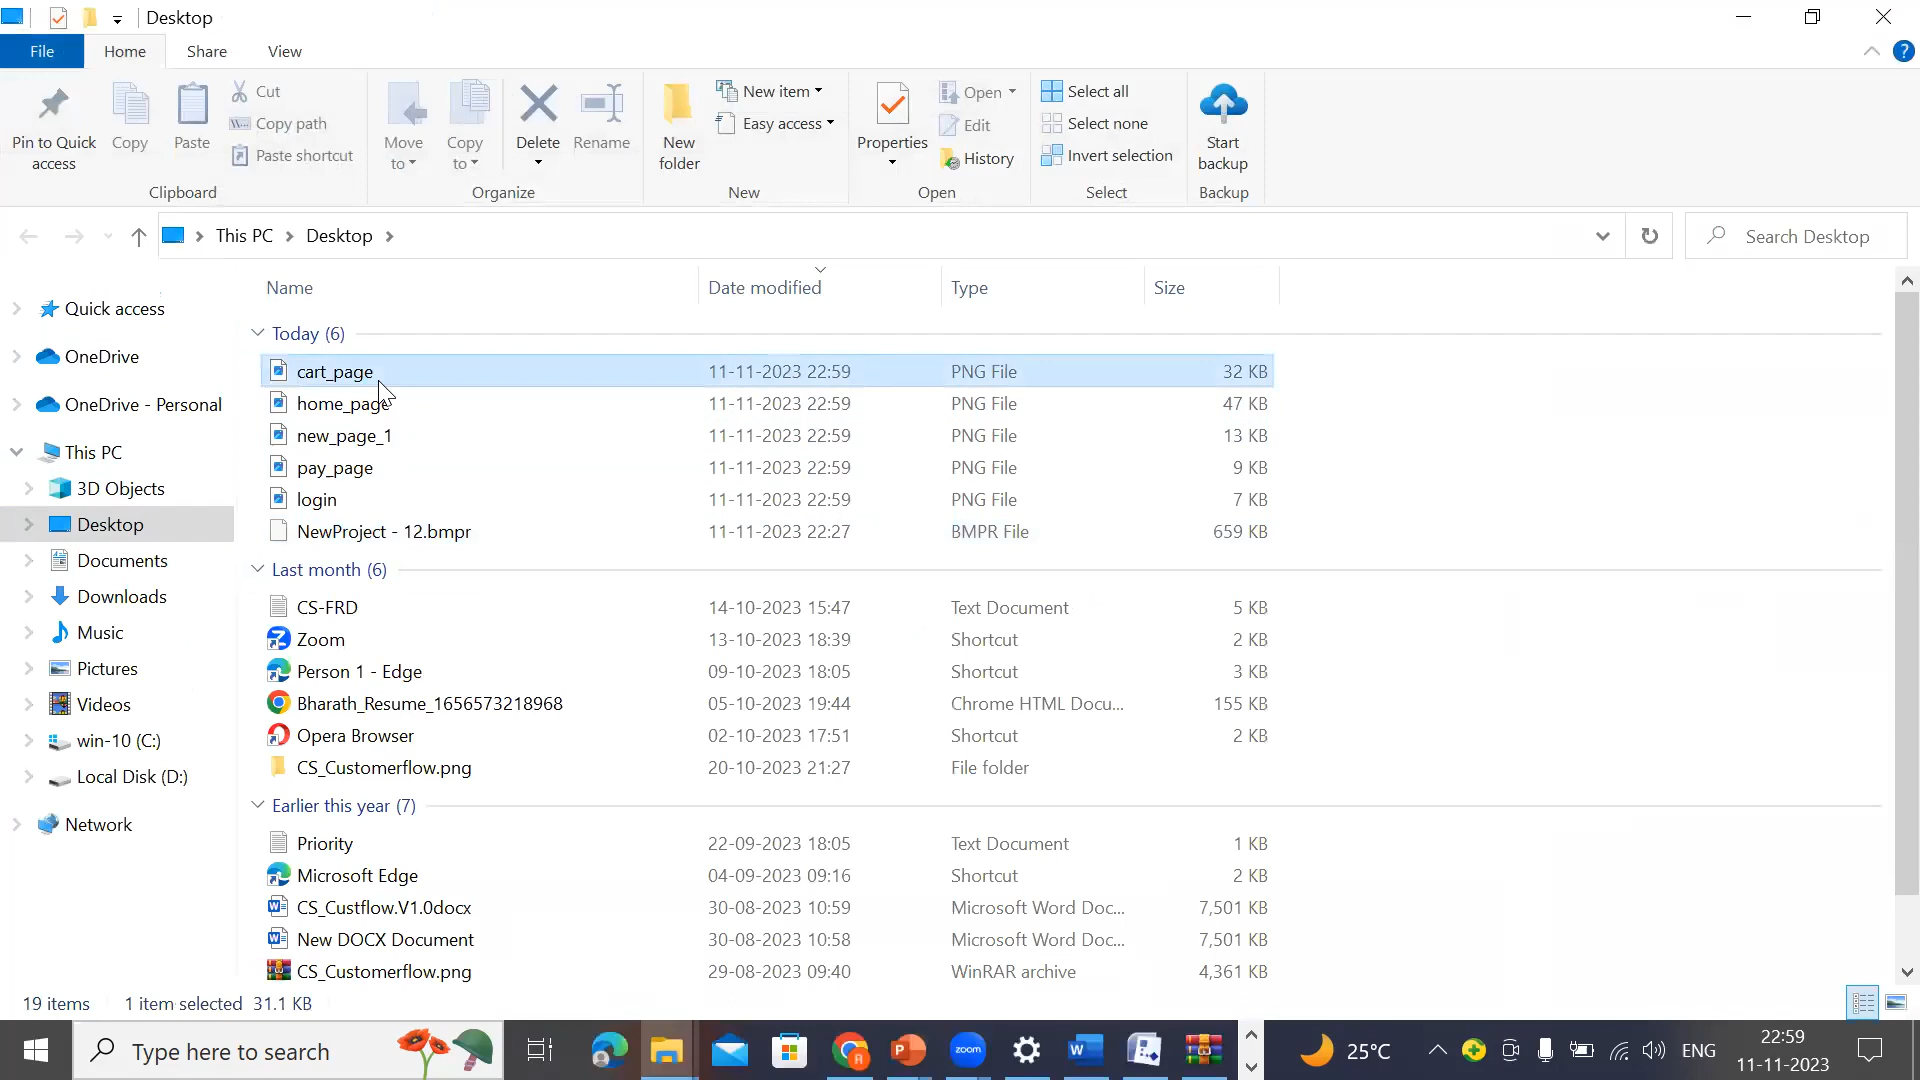 Desktop
File Home Share View
Pin to Quick access
Copy
Paste
Cut
Copy path
Paste shortcut
Clipboard
Move to
Copy to
Delete
Rename
Organize
New folder
New item
Easy access
New
Properties
Open
Edit
History
Open
Select all
Select none
Invert selection
Select
Start backup
Backup
This PC Desktop
Search Desktop
Quick access
OneDrive
OneDrive - Personal
This PC
3D Objects
Desktop
Documents
Downloads
Music
Pictures
Videos
win-10 (C:)
Local Disk (D:)
Network
Name Date modified Type Size
Today (6)
cart_page 11-11-2023 22:59 PNG File 32 KB
home_page 11-11-2023 22:59 PNG File 47 KB
new_page_1 11-11-2023 22:59 PNG File 13 KB
pay_page 11-11-2023 22:59 PNG File 9 KB
login 11-11-2023 22:59 PNG File 7 KB
NewProject - 12.bmpr 11-11-2023 22:27 BMPR File 659 KB
Last month (6)
CS-FRD 14-10-2023 15:47 Text Document 5 KB
Zoom 13-10-2023 18:39 Shortcut 2 KB
Person 1 - Edge 09-10-2023 18:05 Shortcut 3 KB
Bharath_Resume_1656573218968 05-10-2023 19:44 Chrome HTML Docu... 155 KB
Opera Browser 02-10-2023 17:51 Shortcut 2 KB
CS_Customerflow.png 20-10-2023 21:27 File folder
Earlier this year (7)
Priority 22-09-2023 18:05 Text Document 1 KB
Microsoft Edge 04-09-2023 09:16 Shortcut 2 KB
CS_Custflow.V1.0docx 30-08-2023 10:59 Microsoft Word Doc... 7,501 KB
New DOCX Document 30-08-2023 10:58 Microsoft Word Doc... 7,501 KB
CS_Customerflow.png 29-08-2023 09:40 WinRAR archive 4,361 KB
19 items 1 item selected 31.1 KB
Type here to search
zoom
25°C
ENG
22:59
11-11-2023